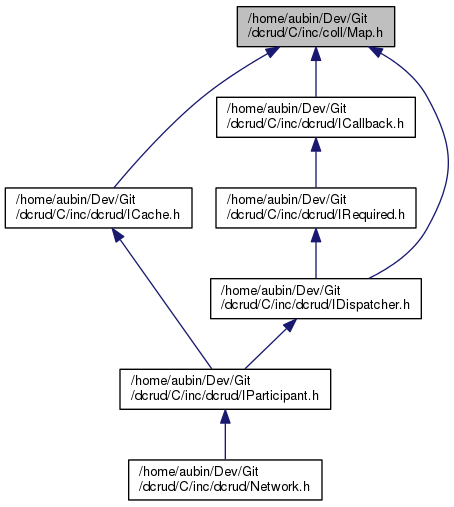 /home/aubin/Dev/Git
/dcrud/C/inc/coll/Map.h
/home/aubin/Dev/Git
/dcrud/C/inc/dcrud/ICallback.h
/home/aubin/Dev/Git
/dcrud/C/inc/dcrud/ICache.h
/home/aubin/Dev/Git
/dcrud/C/inc/dcrud/IRequired.h
/home/aubin/Dev/Git
/dcrud/C/inc/dcrud/IDispatcher.h
/home/aubin/Dev/Git
/dcrud/C/inc/dcrud/IParticipant.h
/home/aubin/Dev/Git
/dcrud/C/inc/dcrud/Network.h